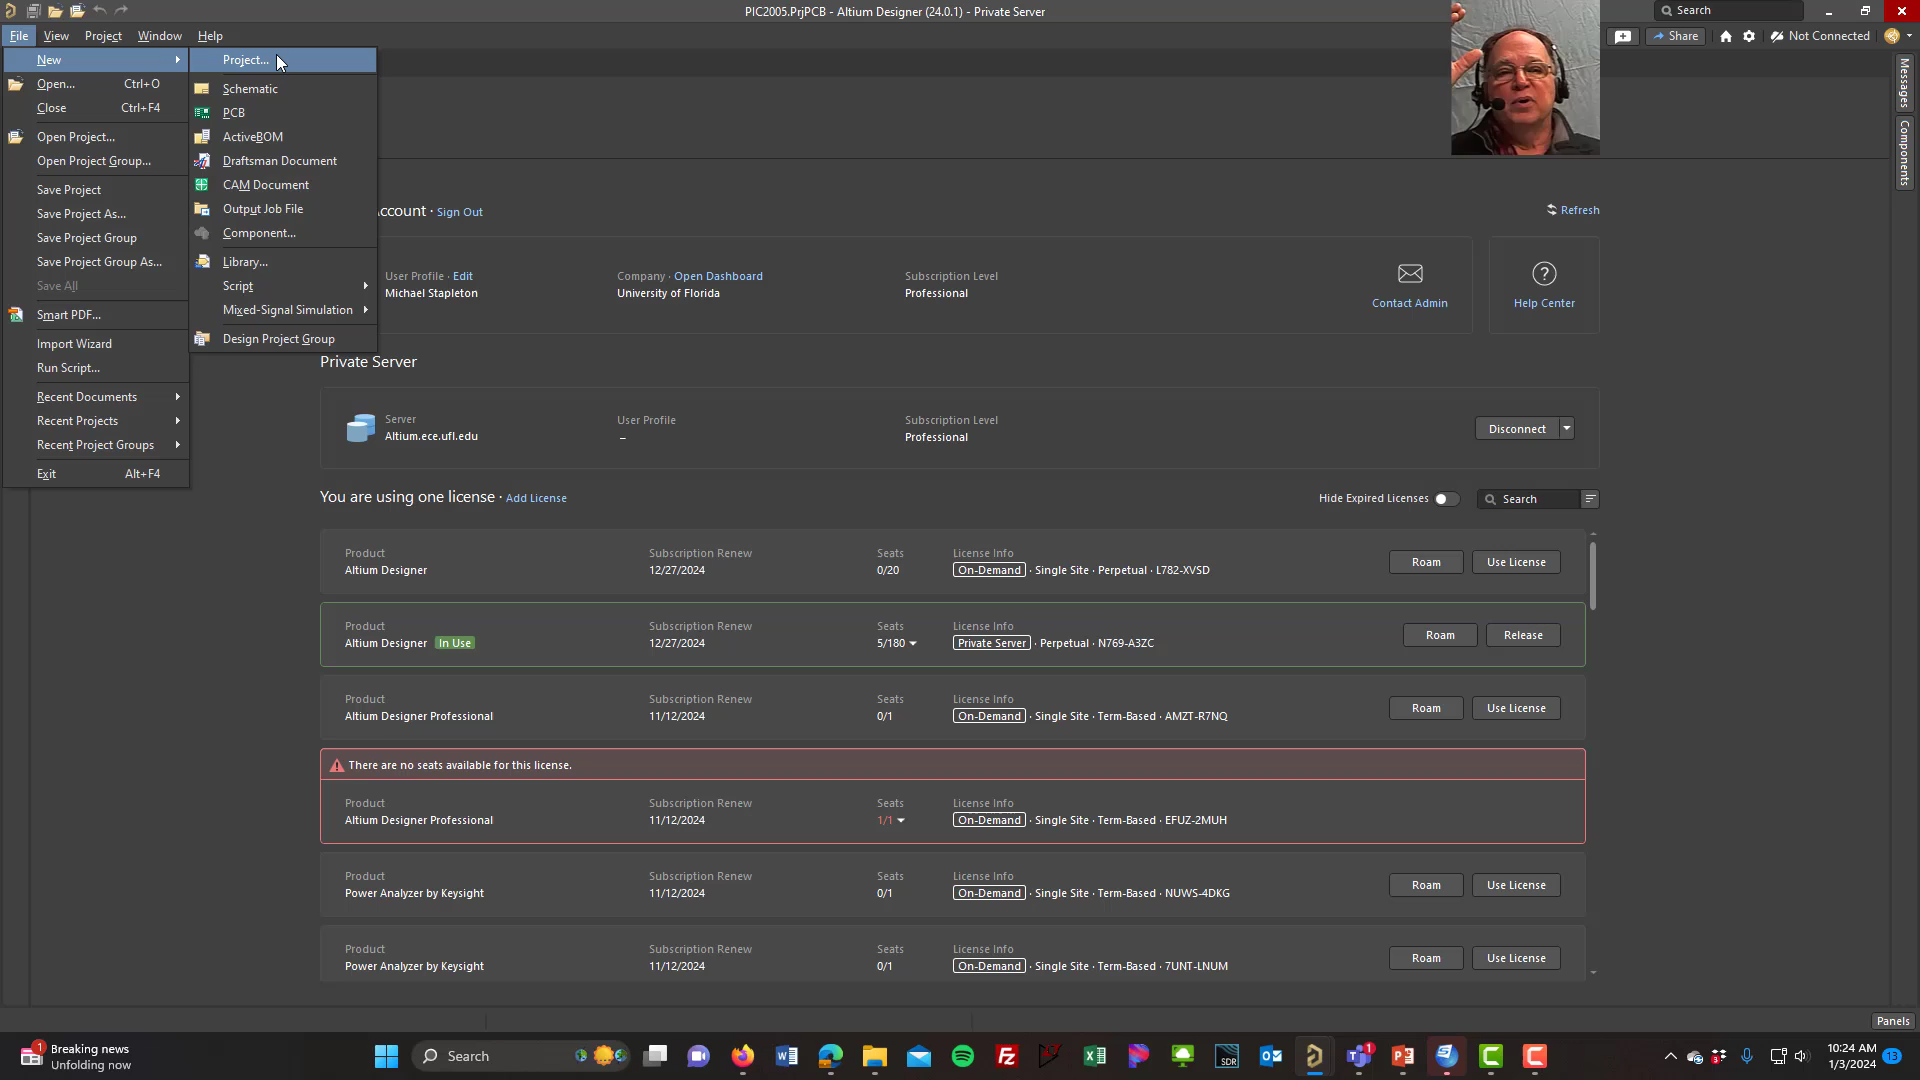 PIC2005.PrjPCB - Altium Designer (24.0.1) - Private Server
Search
File View Project Window Help
Share
Not Connected
New
Open... Ctrl+O
Close Ctrl+F4
Open Project...
Open Project Group...
Save Project
Save Project As...
Save Project Group
Save Project Group As...
Save All
Smart PDF...
Import Wizard
Run Script...
Recent Documents
Recent Projects
Recent Project Groups
Exit Alt+F4
Project...
Schematic
PCB
ActiveBOM
Draftsman Document
CAM Document
Output Job File
Component...
Library...
Script
Mixed-Signal Simulation
Design Project Group
Messages
Components
Account · Sign Out
Refresh
User Profile · Edit
Michael Stapleton
Company · Open Dashboard
University of Florida
Subscription Level
Professional
Contact Admin
Help Center
Private Server
Server
Altium.ece.ufl.edu
User Profile
–
Subscription Level
Professional
Disconnect
You are using one license · Add License
Hide Expired Licenses
Search
Product Subscription Renew Seats License Info
Altium Designer 12/27/2024 0/20 On-Demand · Single Site · Perpetual · L782-XVSD
Roam Use License
Product Subscription Renew Seats License Info
Altium Designer In Use 12/27/2024 5/180 Private Server · Perpetual · N769-A3ZC
Roam Release
Product Subscription Renew Seats License Info
Altium Designer Professional 11/12/2024 0/1 On-Demand · Single Site · Term-Based · AMZT-R7NQ
Roam Use License
There are no seats available for this license.
Product Subscription Renew Seats License Info
Altium Designer Professional 11/12/2024 1/1 On-Demand · Single Site · Term-Based · EFUZ-2MUH
Product Subscription Renew Seats License Info
Power Analyzer by Keysight 11/12/2024 0/1 On-Demand · Single Site · Term-Based · NUWS-4DKG
Roam Use License
Product Subscription Renew Seats License Info
Power Analyzer by Keysight 11/12/2024 0/1 On-Demand · Single Site · Term-Based · 7UNT-LNUM
Roam Use License
Panels
1
Breaking news
Unfolding now
Search
SDR
1
3
10:24 AM
1/3/2024
13